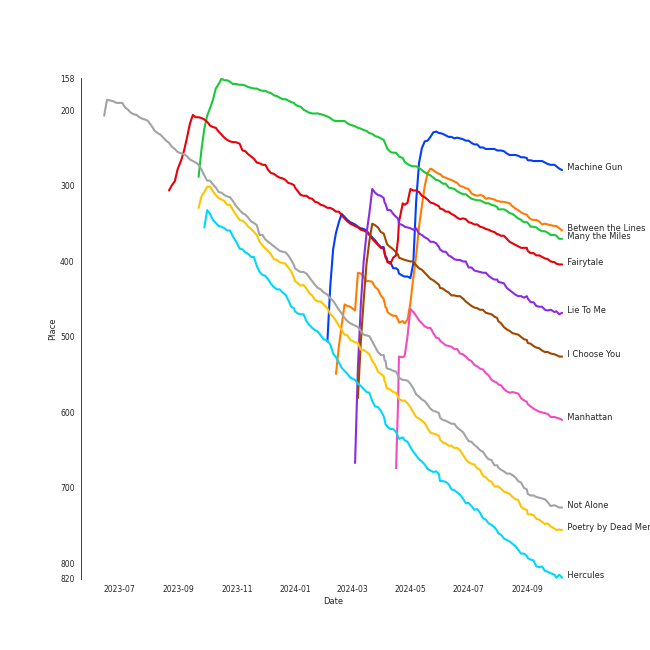 158
200
300
400
500
600
700
800
820
Place
2023-07
2023-09
2023-11
2024-01
2024-03
2024-05
2024-07
2024-09
Date
Machine Gun
Between the Lines
Many the Miles
Fairytale
Lie To Me
I Choose You
Manhattan
Not Alone
Poetry by Dead Mer
Hercules